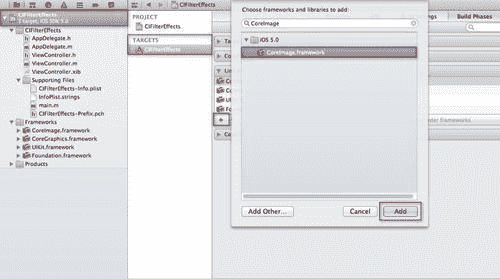 CIFilterEffects
1 target, iOS SDK 5.0
CIFilterEffects
AppDelegate.h
AppDelegate.m
ViewController.h
ViewController.m
ViewController.xib
Supporting Files
CIFilterEffects-Info.plist
InfoPlist.strings
main.m
CIFilterEffects-Prefix.pch
Frameworks
CoreImage.framework
CoreGraphics.framework
UIKit.framework
Foundation.framework
Products
CIFilterEffects
PROJECT
CIFilterEffects
TARGETS
CIFilterEffects
Choose frameworks and libraries to add:
CoreImage
iOS 5.0
CoreImage.framework
Add Other...
Cancel
Add
Build Phases
frameworks